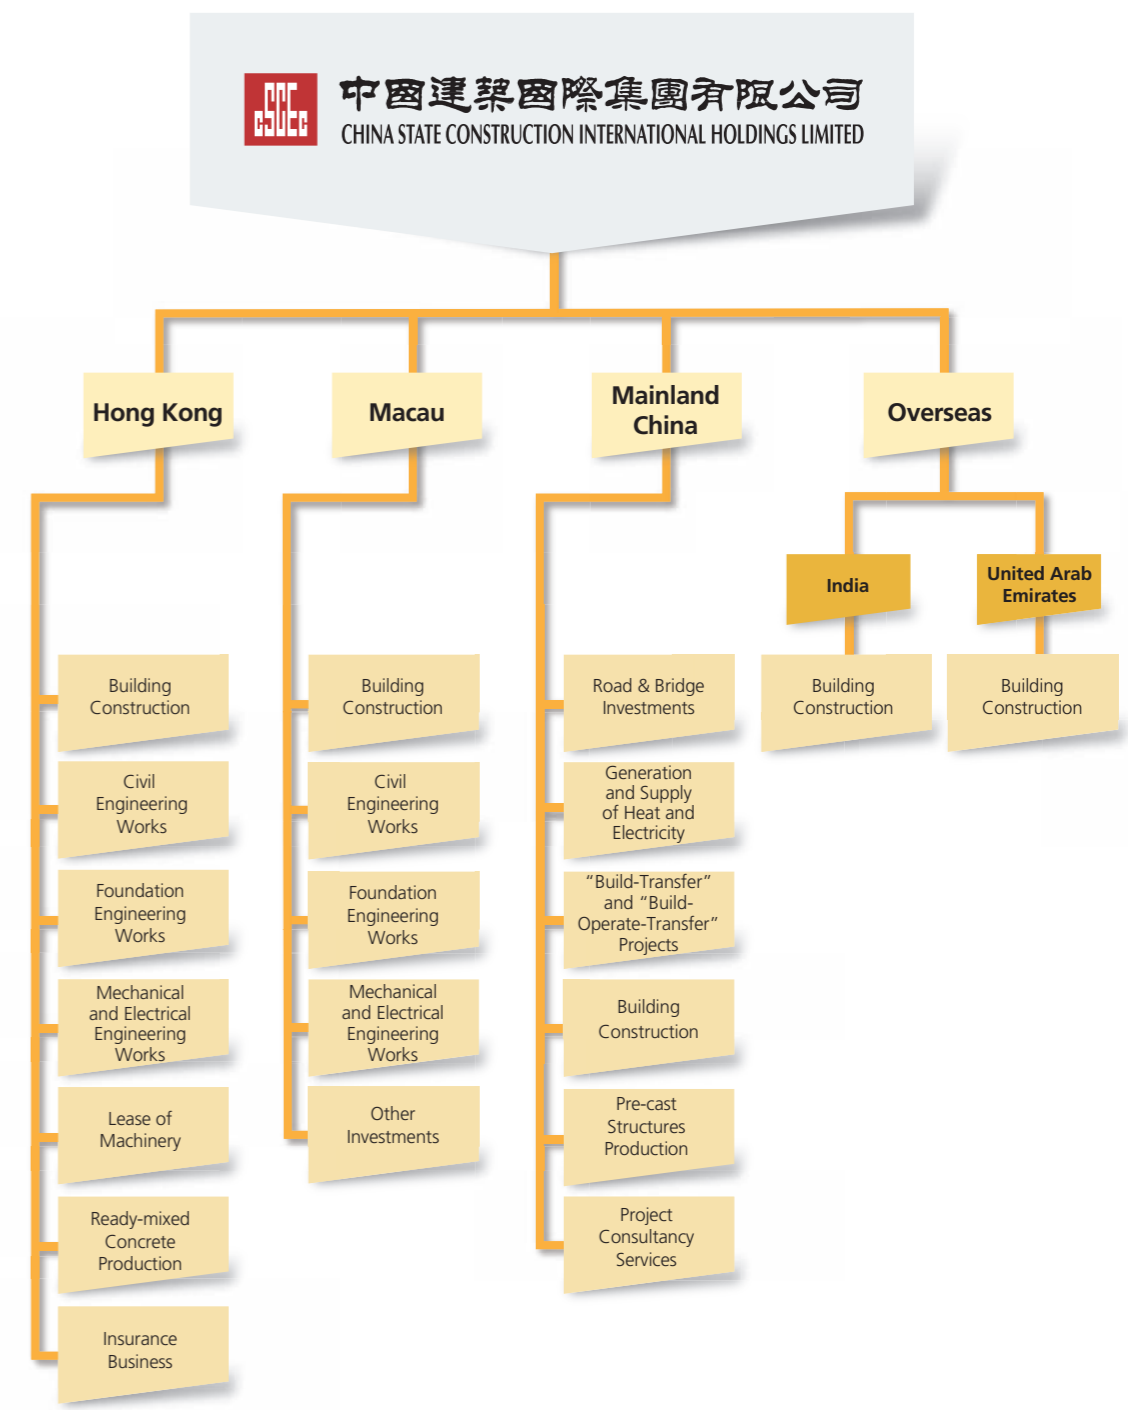 CSCEC
中國建築國際集團有限公司
CHINA STATE CONSTRUCTION INTERNATIONAL HOLDINGS LIMITED
Hong Kong
Building
Construction
Civil
Engineering
Works
Foundation
Engineering
Works
Mechanical
and Electrical
Engineering
Works
Lease of
Machinery
Ready-mixed
Concrete
Production
Insurance
Business
Macau
Building
Construction
Civil
Engineering
Works
Foundation
Engineering
Works
Mechanical
and Electrical
Engineering
Works
Other
Investments
Mainland
China
Road & Bridge
Investments
Generation
and Supply
of Heat and
Electricity
“Build-Transfer”
and “Build-
Operate-Transfer”
Projects
Building
Construction
Pre-cast
Structures
Production
Project
Consultancy
Services
Overseas
India
Building
Construction
United Arab
Emirates
Building
Construction